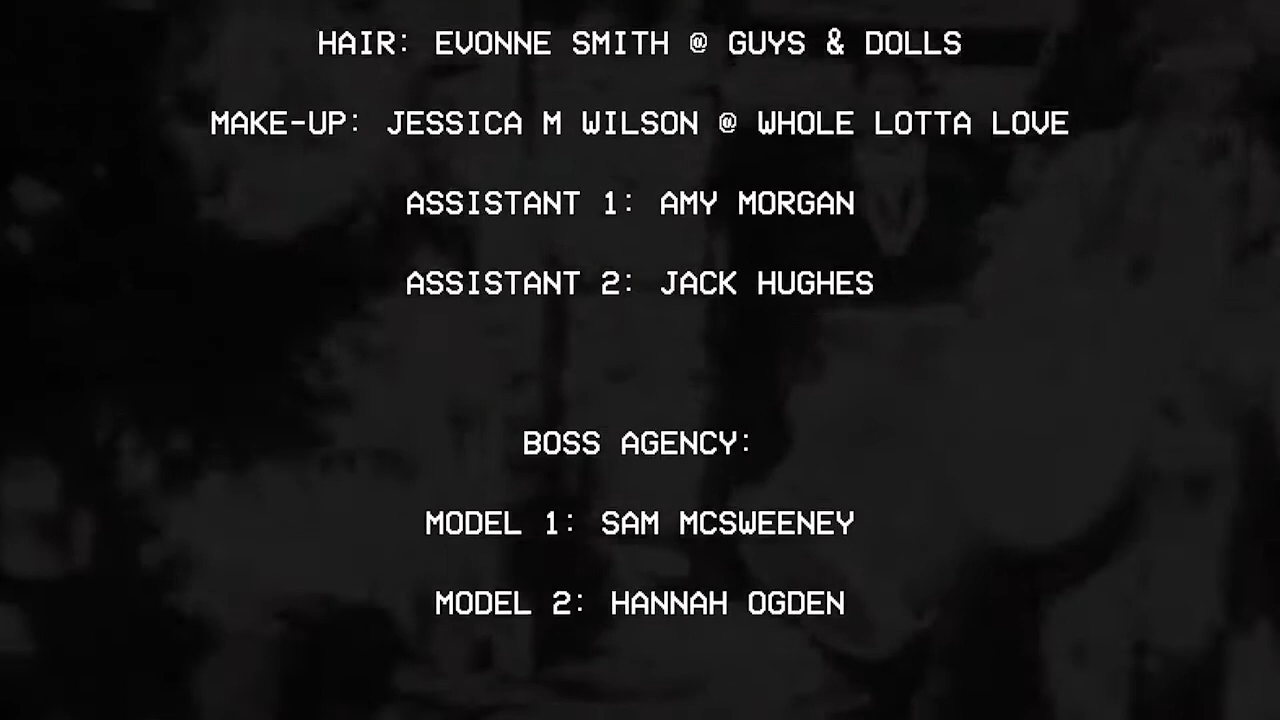 HAIR: EVONNE SMITH @ GUYS & DOLLS
MAKE-UP: JESSICA M WILSON @ WHOLE LOTTA LOVE
ASSISTANT 1: AMY MORGAN
ASSISTANT 2: JACK HUGHES
BOSS AGENCY:
MODEL 1: SAM MCSWEENEY
MODEL 2: HANNAH OGDEN